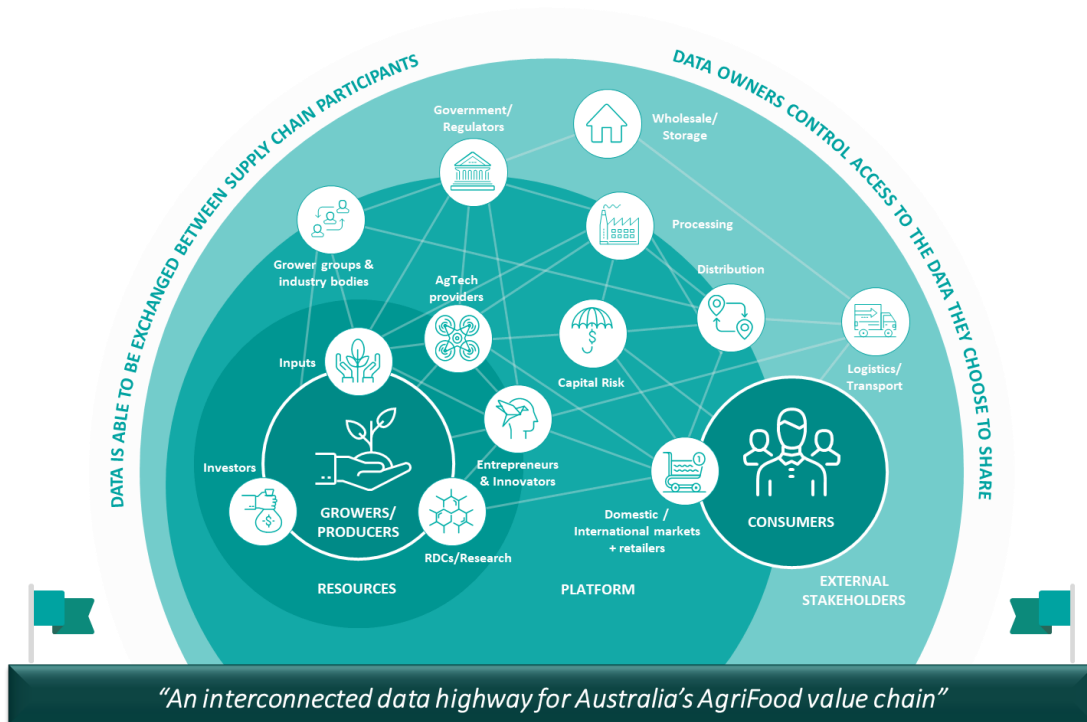 DATA IS ABLE TO BE EXCHANGED BETWEEN SUPPLY CHAIN PARTICIPANTS
DATA OWNERS CONTROL ACCESS TO THE DATA THEY CHOOSE TO SHARE
Government/
Regulators
Wholesale/
Storage
Processing
Grower groups &
industry bodies
AgTech
providers
Distribution
Inputs
Capital Risk
Logistics/
Transport
Investors
Entrepreneurs
& Innovators
1
GROWERS/
PRODUCERS
CONSUMERS
Domestic /
International markets
+ retailers
RDCs/Research
RESOURCES
PLATFORM
EXTERNAL
STAKEHOLDERS
$
$
“An interconnected data highway for Australia’s AgriFood value chain”